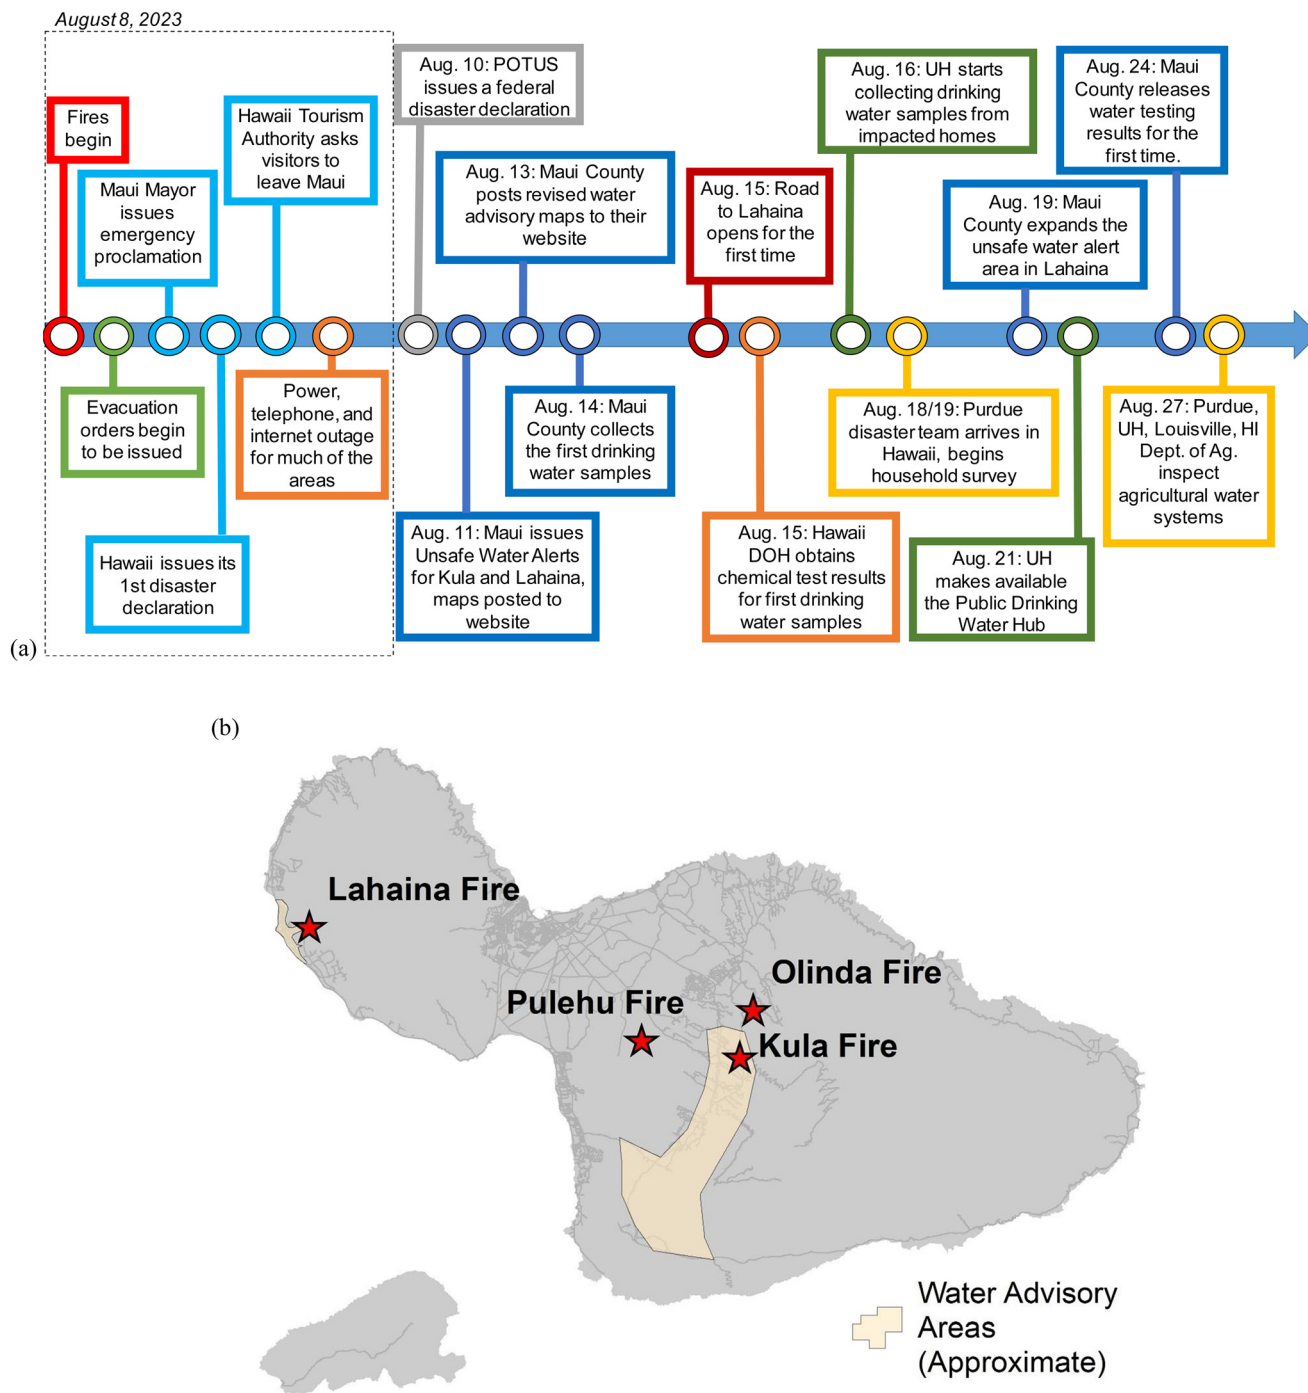 August 8, 2023
Fires
begin
Evacuation
orders begin
to be issued
Maui Mayor
issues
emergency
proclamation
Hawaii issues its
1st disaster
declaration
Hawaii Tourism
Authority asks
visitors to
leave Maui
Power,
telephone, and
internet outage
for much of the
areas
Aug. 10: POTUS
issues a federal
disaster declaration
Aug. 11: Maui issues
Unsafe Water Alerts
for Kula and Lahaina,
maps posted to
website
Aug. 13: Maui County
posts revised water
advisory maps to their
website
Aug. 14: Maui
County collects
the first drinking
water samples
Aug. 15: Road
to Lahaina
opens for the
first time
Aug. 15: Hawaii
DOH obtains
chemical test results
for first drinking
water samples
Aug. 16: UH starts
collecting drinking
water samples from
impacted homes
Aug. 18/19: Purdue
disaster team arrives in
Hawaii, begins
household survey
Aug. 19: Maui
County expands the
unsafe water alert
area in Lahaina
Aug. 21: UH
makes available
the Public Drinking
Water Hub
Aug. 24: Maui
County releases
water testing
results for the
first time.
Aug. 27: Purdue,
UH, Louisville, HI
Dept. of Ag.
inspect
agricultural water
systems
(a)
(b)
Lahaina Fire
Olinda Fire
Pulehu Fire
Kula Fire
Water Advisory
Areas
(Approximate)